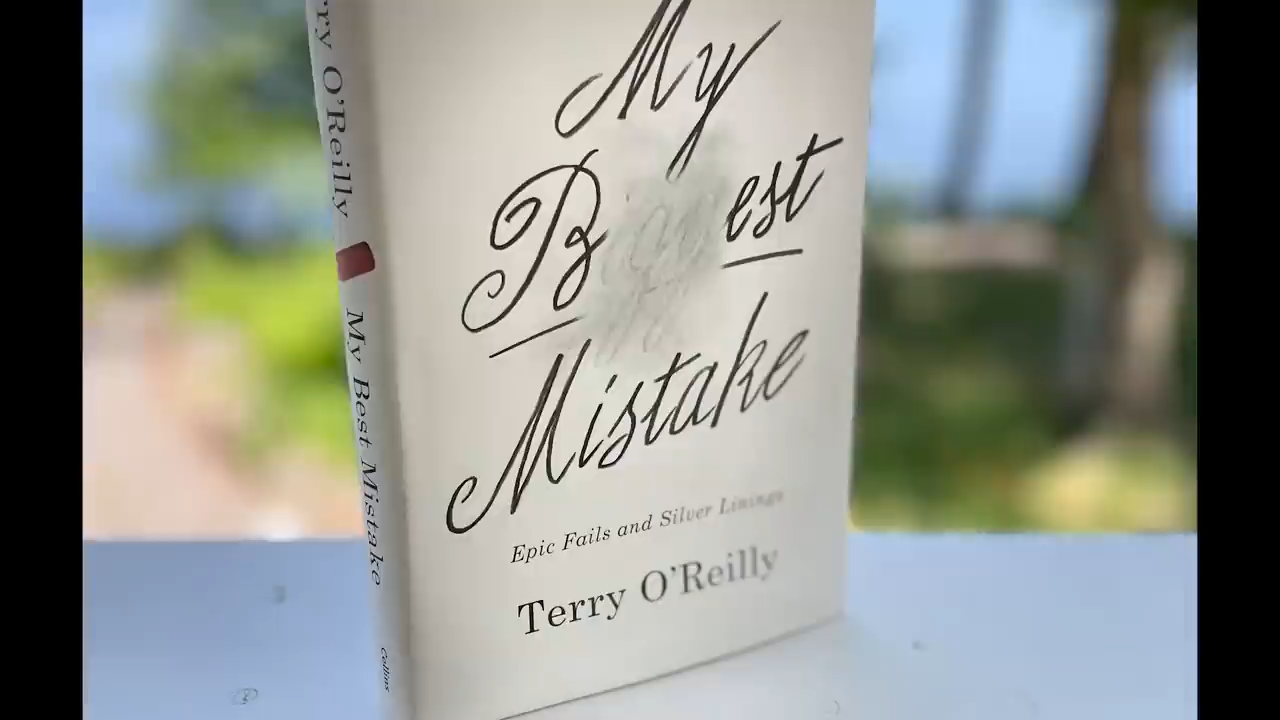 My
B est
Mistake
Epic Fails and Silver Linings
Terry O'Reilly
rry O'Reilly
My Best Mistake
Collins